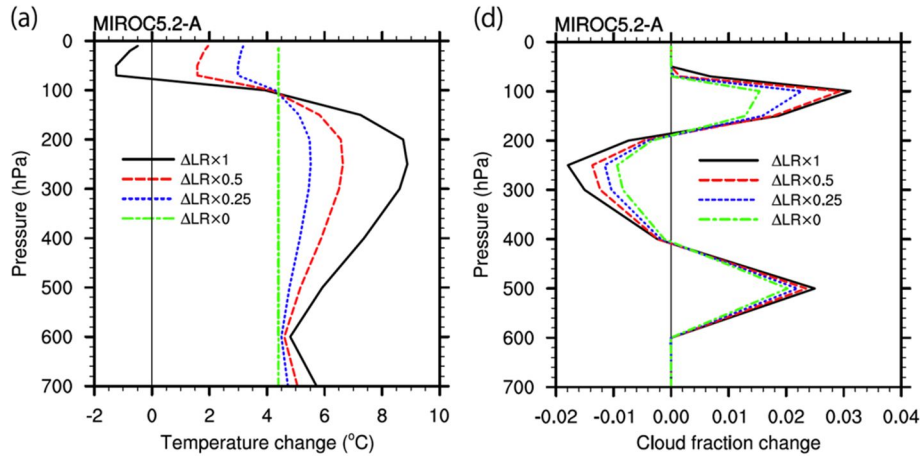 (a) MIROC5.2-A
0
100
200
300
400
500
600
700
Pressure (hPa)
ΔLR×1
ΔLR×0.5
ΔLR×0.25
ΔLR×0
-2 0 2 4 6 8 10
Temperature change (°C)
(d) MIROC5.2-A
0
100
200
300
400
500
600
700
Pressure (hPa)
ΔLR×1
ΔLR×0.5
ΔLR×0.25
ΔLR×0
-0.02 -0.01 0.00 0.01 0.02 0.03 0.04
Cloud fraction change